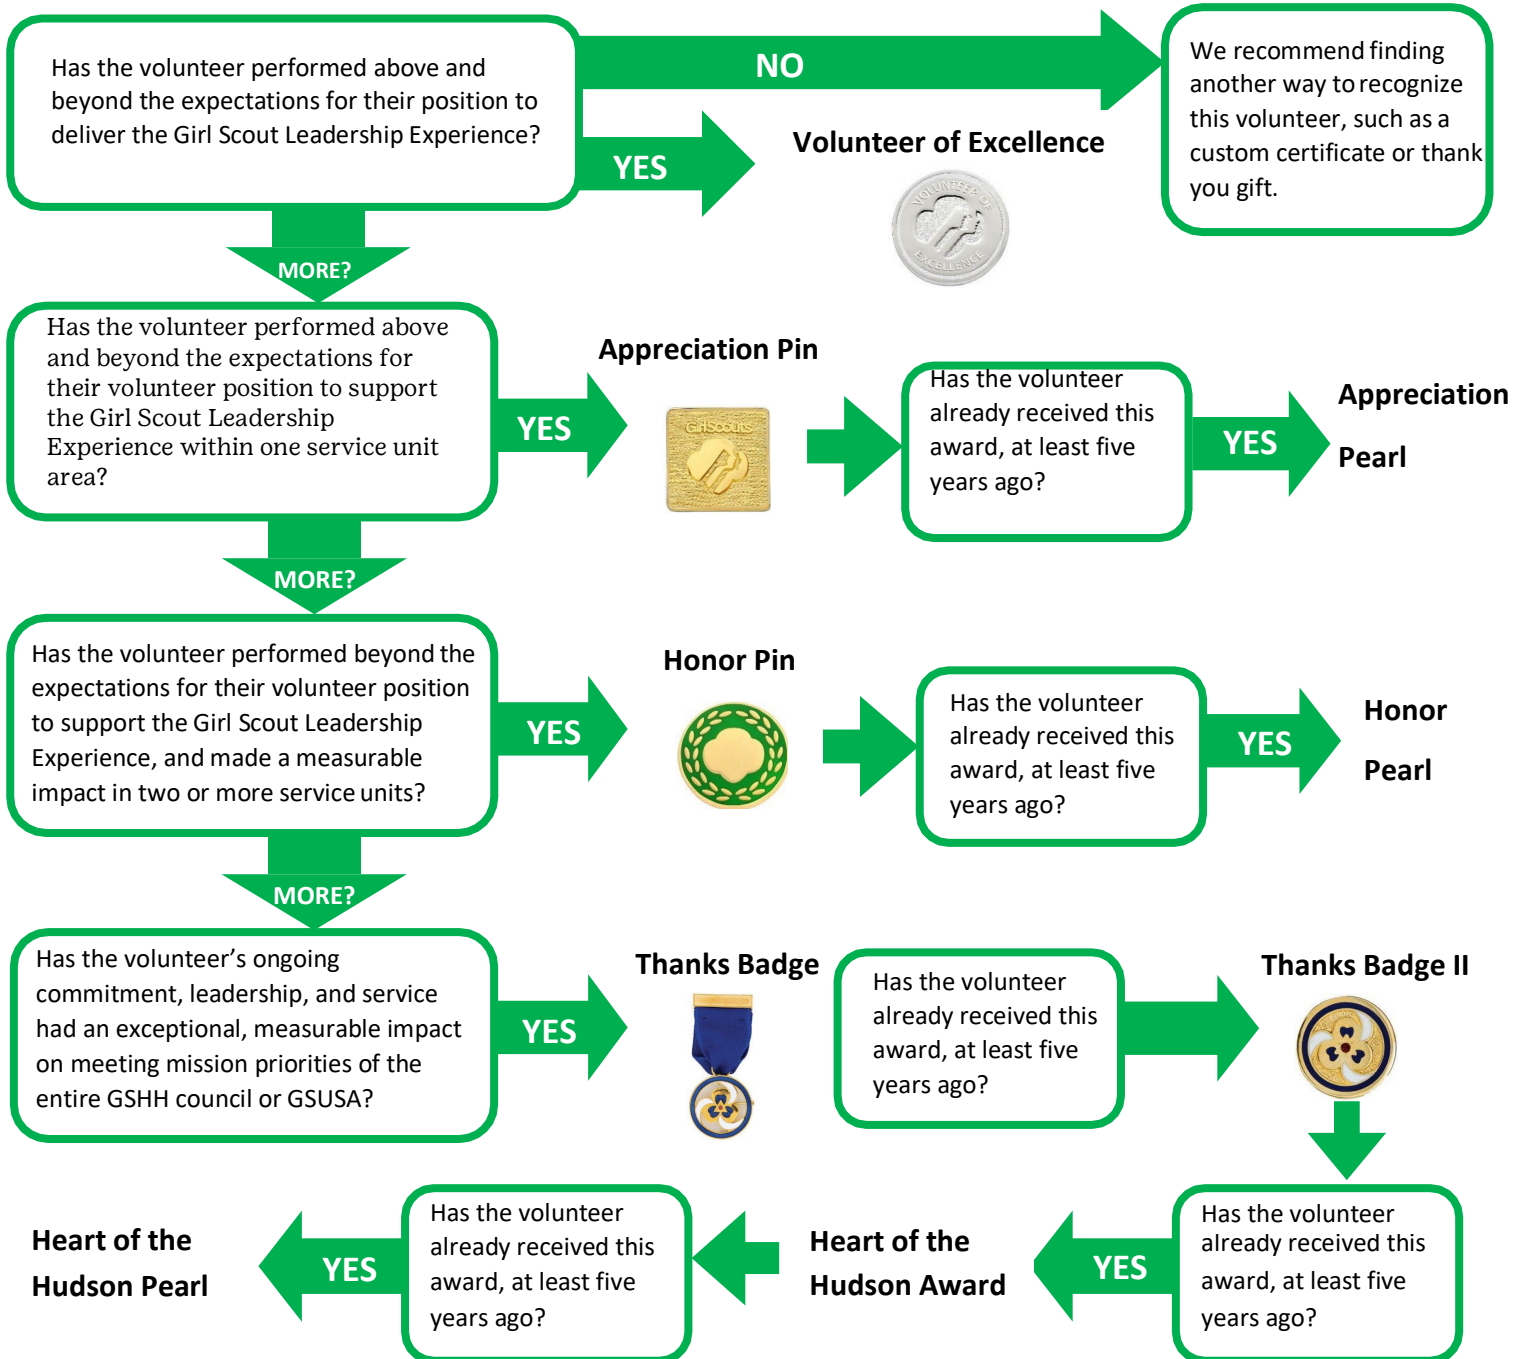 Has the volunteer performed above and
beyond the expectations for their position to
deliver the Girl Scout Leadership Experience?
NO
We recommend finding
another way to recognize
this volunteer, such as a
custom certificate or thank
you gift.
YES
Volunteer of Excellence
VOLUNTEER OF
EXCELLENCE
MORE?
Has the volunteer performed above
and beyond the expectations for
their volunteer position to support
the Girl Scout Leadership
Experience within one service unit
area?
YES
Appreciation Pin
Girl Scouts
Has the volunteer
already received this
award, at least five
years ago?
YES
Appreciation
Pearl
MORE?
Has the volunteer performed beyond the
expectations for their volunteer position
to support the Girl Scout Leadership
Experience, and made a measurable
impact in two or more service units?
YES
Honor Pin
Has the volunteer
already received this
award, at least five
years ago?
YES
Honor
Pearl
MORE?
Has the volunteer’s ongoing
commitment, leadership, and service
had an exceptional, measurable impact
on meeting mission priorities of the
entire GSHH council or GSUSA?
YES
Thanks Badge
Has the volunteer
already received this
award, at least five
years ago?
Thanks Badge II
Has the volunteer
already received this
award, at least five
years ago?
YES
Heart of the
Hudson Award
Has the volunteer
already received this
award, at least five
years ago?
YES
Heart of the
Hudson Pearl